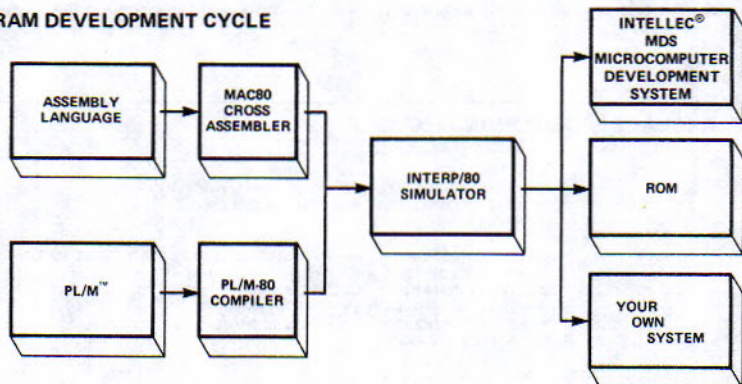 RAM DEVELOPMENT CYCLE
ASSEMBLY
LANGUAGE
MAC80
CROSS
ASSEMBLER
PL/M™
PL/M-80
COMPILER
INTERP/80
SIMULATOR
INTELLEC®
MDS
MICROCOMPUTER
DEVELOPMENT
SYSTEM
ROM
YOUR
OWN
SYSTEM